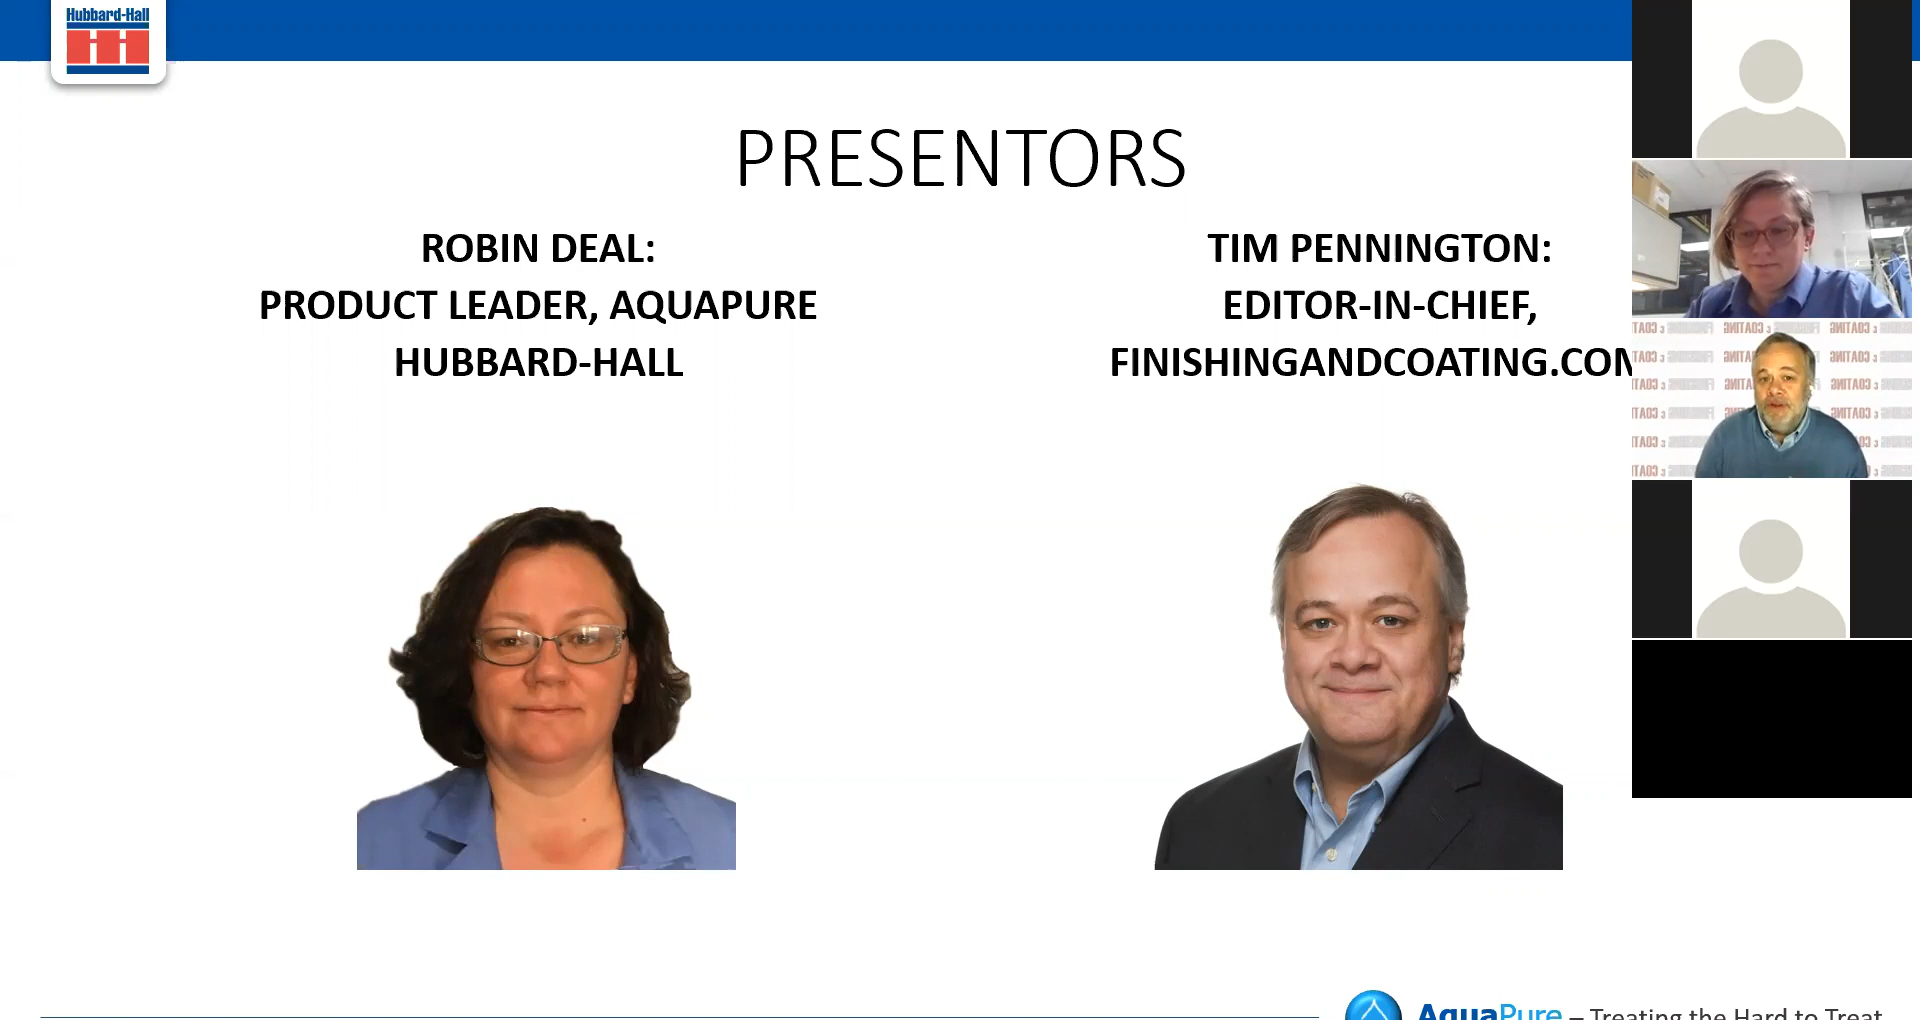 Hubbard-Hall
PRESENTORS
ROBIN DEAL:
PRODUCT LEADER, AQUAPURE
HUBBARD-HALL
TIM PENNINGTON:
EDITOR-IN-CHIEF,
FINISHINGANDCOATING.COM
AquaPure – Treating the Hard to Treat